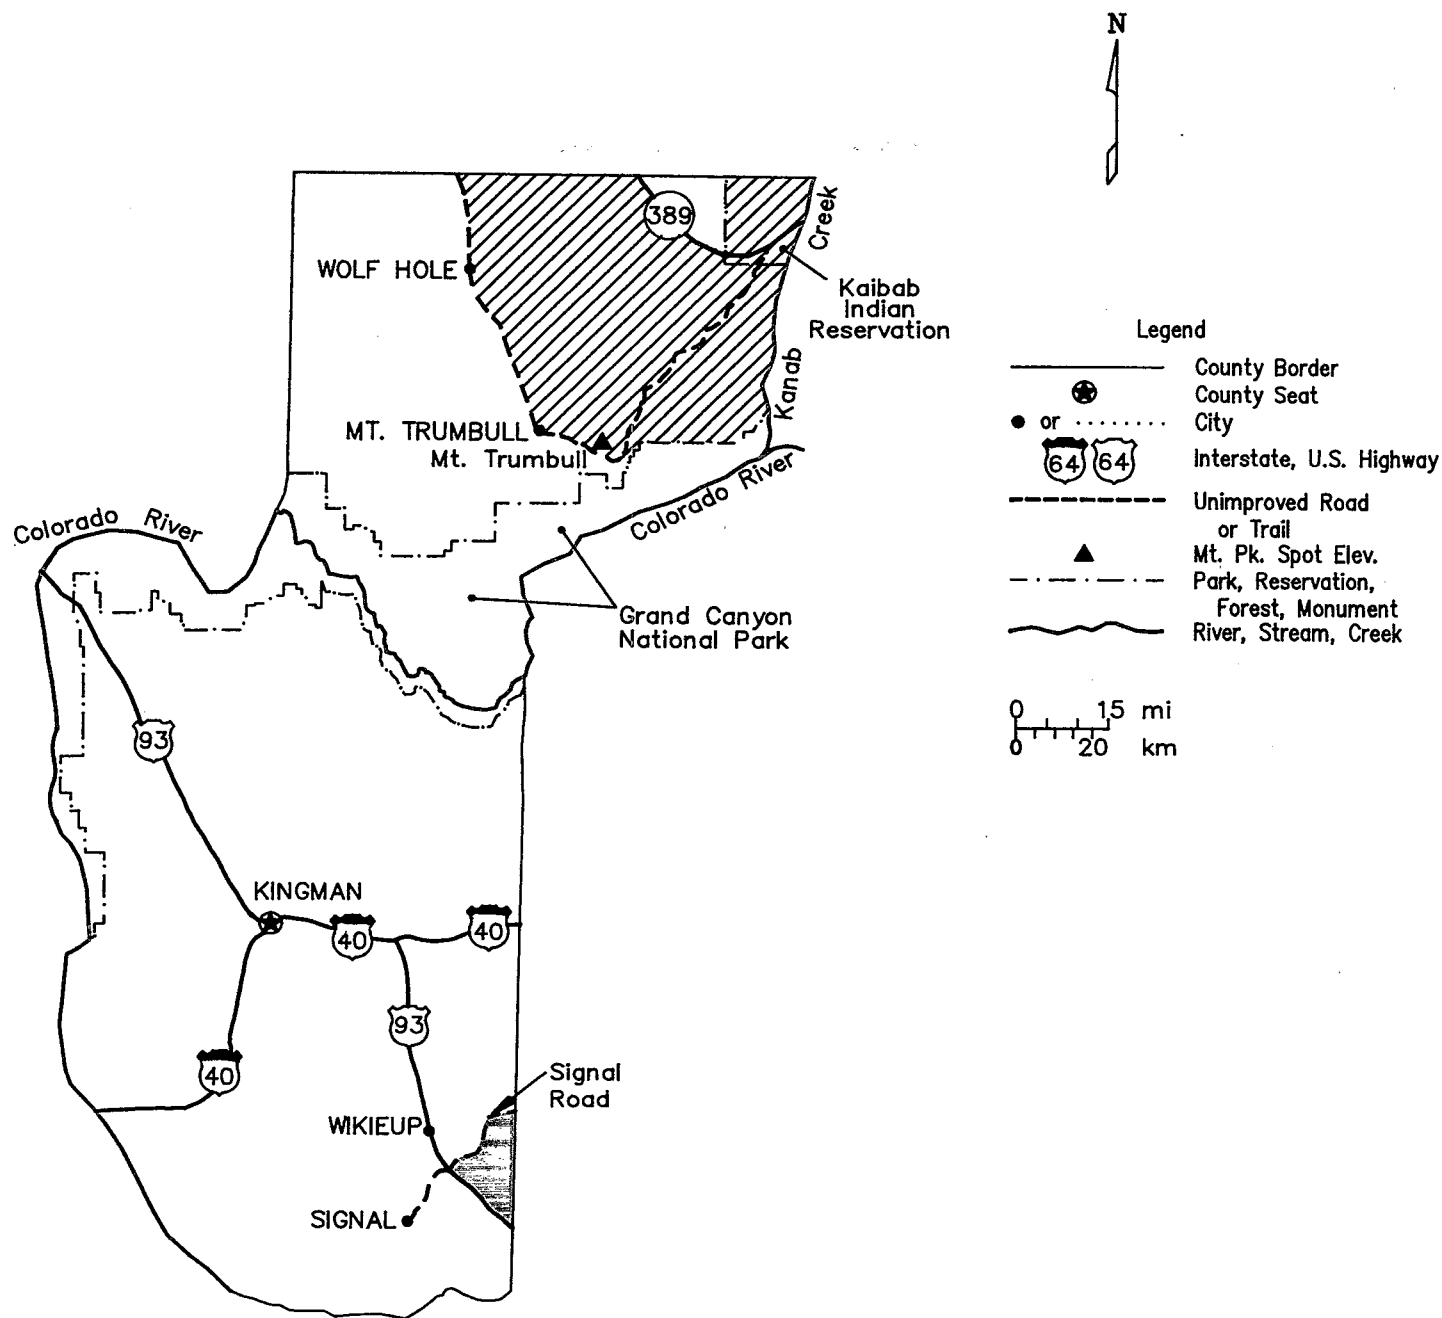 N
389
Creek
WOLF HOLE
Kaibab
Indian
Reservation
Kanab
MT. TRUMBULL
Mt. Trumbull
Colorado River
Colorado River
Grand Canyon
National Park
93
KINGMAN
40
40
93
40
Signal
Road
WIKIEUP
SIGNAL
Legend
County Border
County Seat
or City
64 64 Interstate, U.S. Highway
Unimproved Road
or Trail
Mt. Pk. Spot Elev.
Park, Reservation,
Forest, Monument
River, Stream, Creek
0 15 mi
0 20 km